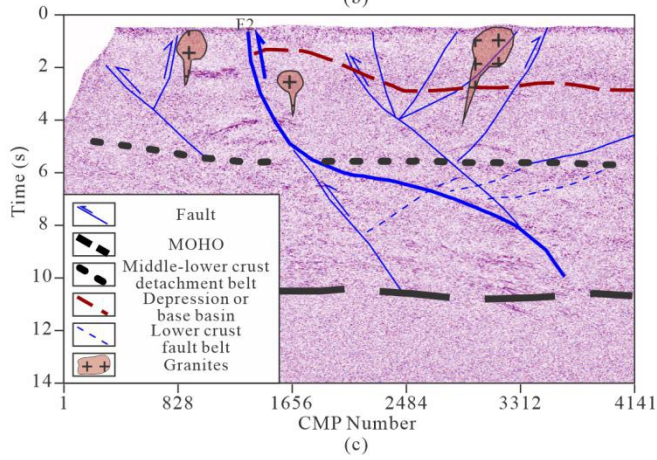 (b)
F2
0
2
4
6
8
10
12
14
Time (s)
Fault
MOHO
Middle-lower crust
detachment belt
Depression or
base basin
Lower crust
fault belt
Granites
1 828 1656 2484 3312 4141
CMP Number
(c)